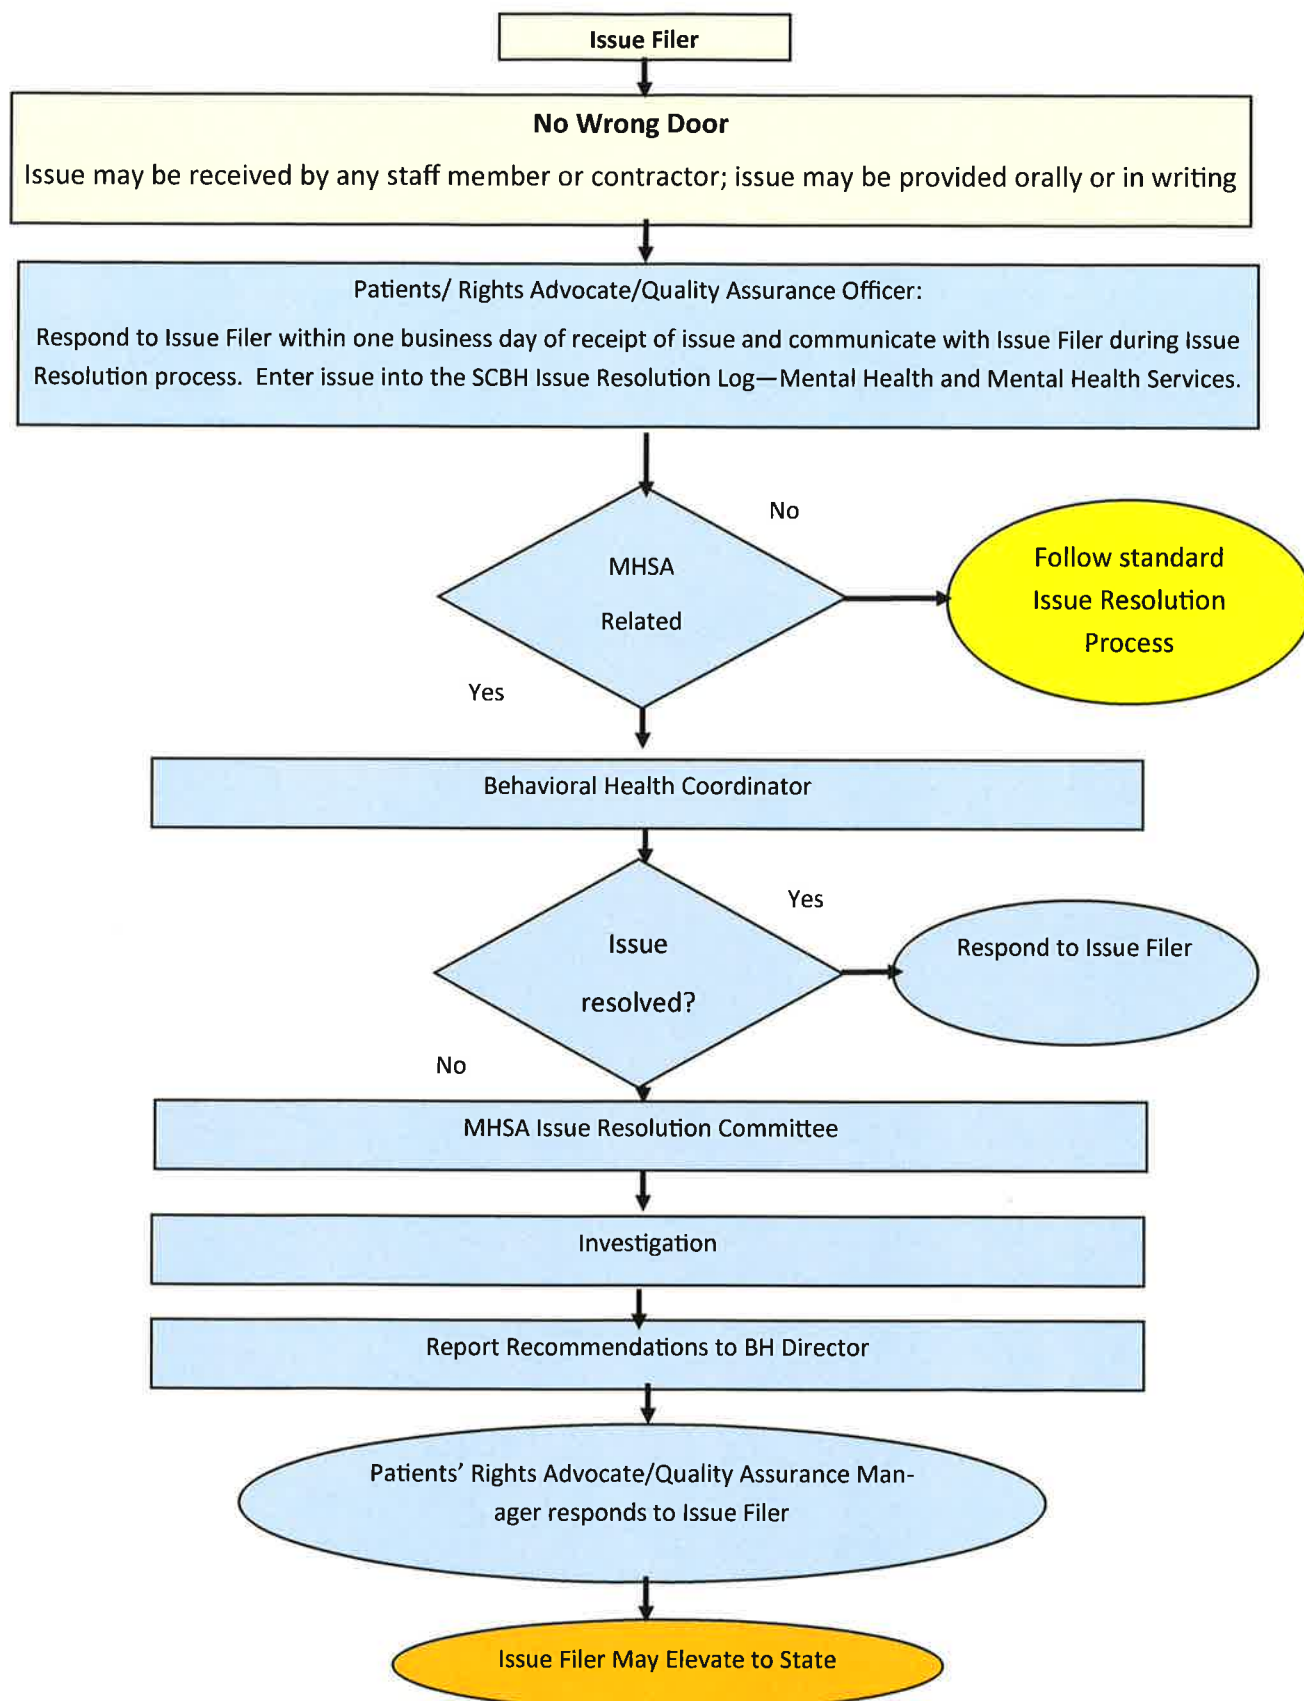 Issue Filer
No Wrong Door
Issue may be received by any staff member or contractor; issue may be provided orally or in writing
Patients/ Rights Advocate/Quality Assurance Officer:
Respond to Issue Filer within one business day of receipt of issue and communicate with Issue Filer during Issue
Resolution process.  Enter issue into the SCBH Issue Resolution Log—Mental Health and Mental Health Services.
No
MHSA
Related
Follow standard
Issue Resolution
Process
Yes
Behavioral Health Coordinator
Yes
Issue
resolved?
Respond to Issue Filer
No
MHSA Issue Resolution Committee
Investigation
Report Recommendations to BH Director
Patients’ Rights Advocate/Quality Assurance Man-
ager responds to Issue Filer
Issue Filer May Elevate to State